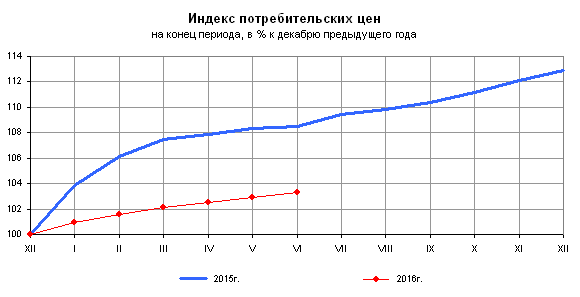 Индекс потребительских цен
на конец периода, в % к декабрю предыдущего года
114
112
110
108
106
104
102
100
XII I II III IV V VI VII VIII IX X XI XII
2015г. 2016г.